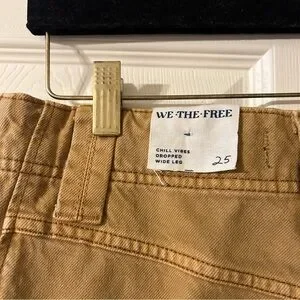 WE·THE·FREE
CHILL VIBES
DROPPED
WIDE LEG
25